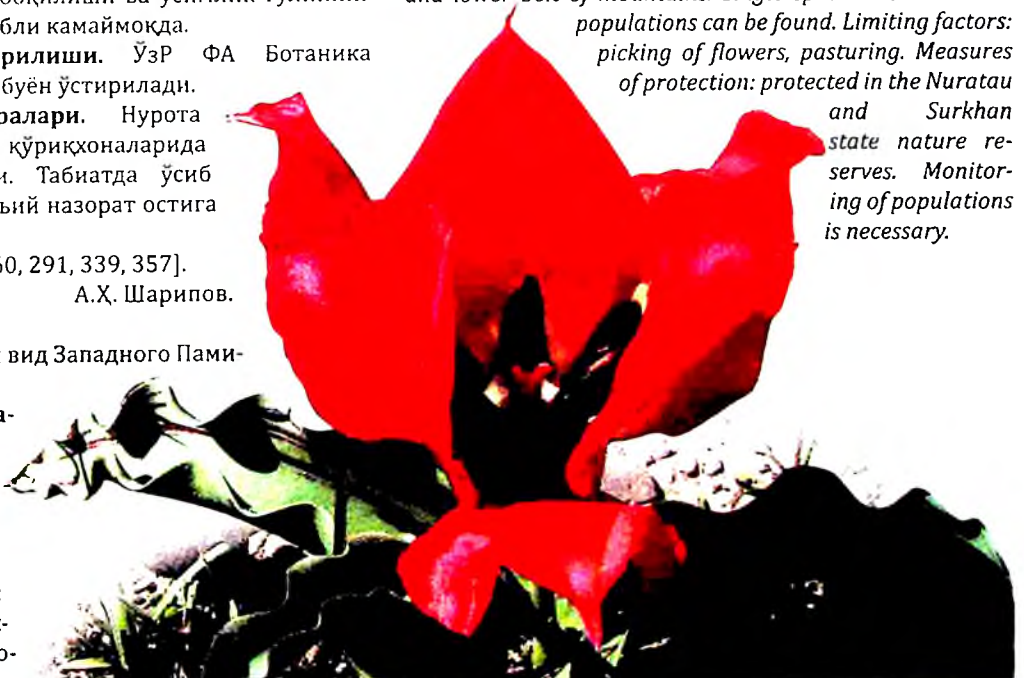 бли камаймоқда.
рилиши. ЎзР ФА Ботаника
буён ўстирилади.
ралари. Нурота
қўриқхоналарида
и. Табиатда ўсиб
ъий назорат остига
60, 291, 339, 357].
А.Ҳ. Шарипов.
вид Западного Пами-
а-
-
о-
populations can be found. Limiting factors:
picking of flowers, pasturing. Measures
of protection: protected in the Nuratau
and Surkhan
state nature re-
serves. Monitor-
ing of populations
is necessary.